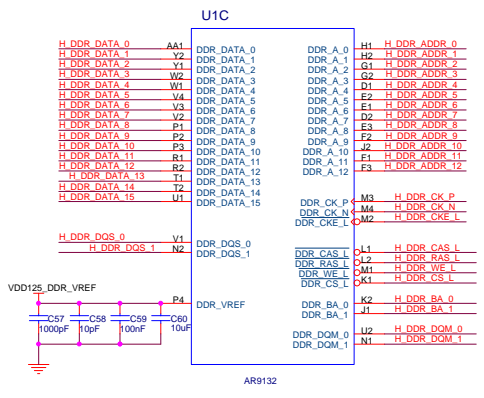 U1C
H_DDR_DATA_0 AA1 DDR_DATA_0 DDR_A_0 H1 H_DDR_ADDR_0
H_DDR_DATA_1 Y2 DDR_DATA_1 DDR_A_1 H2 H_DDR_ADDR_1
H_DDR_DATA_2 Y1 DDR_DATA_2 DDR_A_2 G1 H_DDR_ADDR_2
H_DDR_DATA_3 W2 DDR_DATA_3 DDR_A_3 G2 H_DDR_ADDR_3
H_DDR_DATA_4 W1 DDR_DATA_4 DDR_A_4 D1 H_DDR_ADDR_4
H_DDR_DATA_5 V4 DDR_DATA_5 DDR_A_5 E2 H_DDR_ADDR_5
H_DDR_DATA_6 V3 DDR_DATA_6 DDR_A_6 E1 H_DDR_ADDR_6
H_DDR_DATA_7 V2 DDR_DATA_7 DDR_A_7 D2 H_DDR_ADDR_7
H_DDR_DATA_8 P1 DDR_DATA_8 DDR_A_8 E3 H_DDR_ADDR_8
H_DDR_DATA_9 P2 DDR_DATA_9 DDR_A_9 F2 H_DDR_ADDR_9
H_DDR_DATA_10 P3 DDR_DATA_10 DDR_A_10 J2 H_DDR_ADDR_10
H_DDR_DATA_11 R1 DDR_DATA_11 DDR_A_11 F1 H_DDR_ADDR_11
H_DDR_DATA_12 R2 DDR_DATA_12 DDR_A_12 F3 H_DDR_ADDR_12
H_DDR_DATA_13 T1 DDR_DATA_13
H_DDR_DATA_14 T2 DDR_DATA_14
H_DDR_DATA_15 U1 DDR_DATA_15
DDR_CK_P M3 H_DDR_CK_P
DDR_CK_N M4 H_DDR_CK_N
DDR_CKE_L M2 H_DDR_CKE_L
H_DDR_DQS_0 V1 DDR_DQS_0
H_DDR_DQS_1 N2 DDR_DQS_1
DDR_CAS_L L1 H_DDR_CAS_L
DDR_RAS_L L2 H_DDR_RAS_L
DDR_WE_L M1 H_DDR_WE_L
DDR_CS_L K1 H_DDR_CS_L
VDD125_DDR_VREF
P4 DDR_VREF
DDR_BA_0 K2 H_DDR_BA_0
DDR_BA_1 J1 H_DDR_BA_1
C57 C58 C59 C60
1000pF 10pF 100nF 10uF
DDR_DQM_0 U2 H_DDR_DQM_0
DDR_DQM_1 N1 H_DDR_DQM_1
AR9132